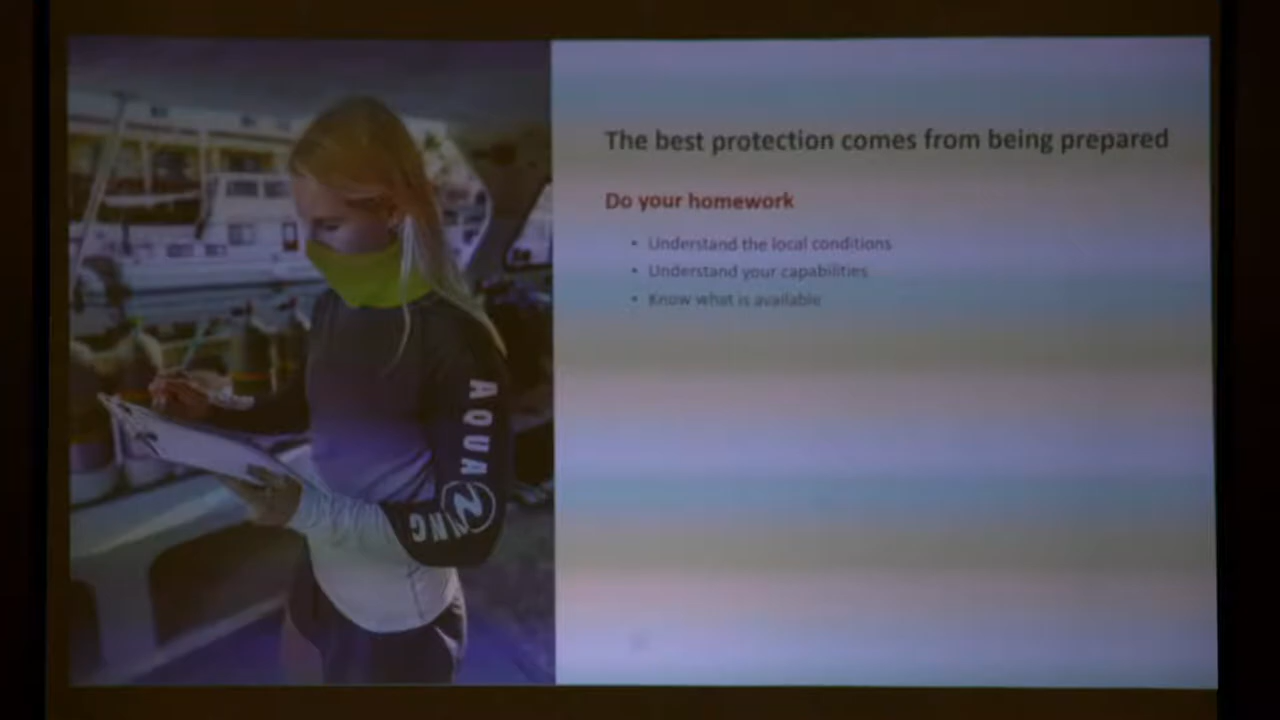 The best protection comes from being prepared
Do your homework
• Understand the local conditions
• Understand your capabilities
• Know what is available
AQUA
LUNG